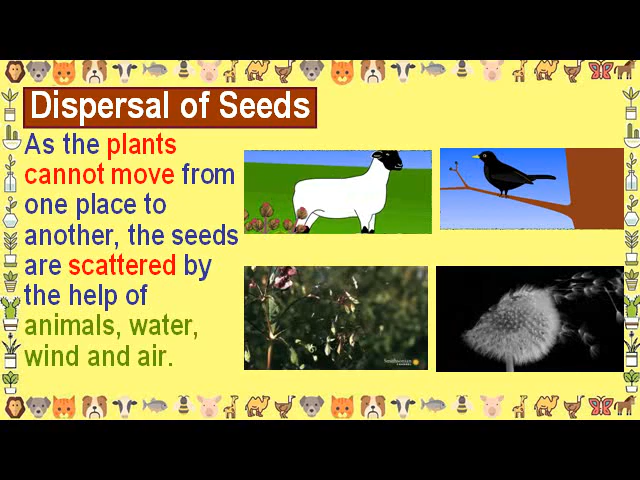 Dispersal of Seeds
As the plants
cannot move from
one place to
another, the seeds
are scattered by
the help of
animals, water,
wind and air.
Smithsonian